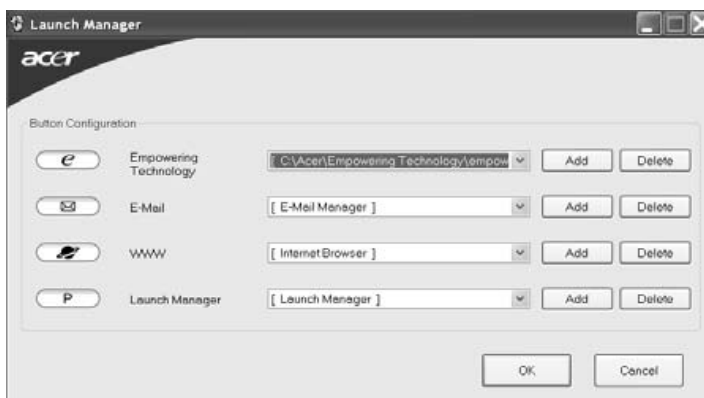 Launch Manager
acer
Button Configuration
e
Empowering
Technology
[ C:\Acer\Empowering Technology\empow
Add
Delete
E-Mail
[ E-Mail Manager ]
Add
Delete
WWW
[ Internet Browser ]
Add
Delete
P
Launch Manager
[ Launch Manager ]
Add
Delete
OK
Cancel